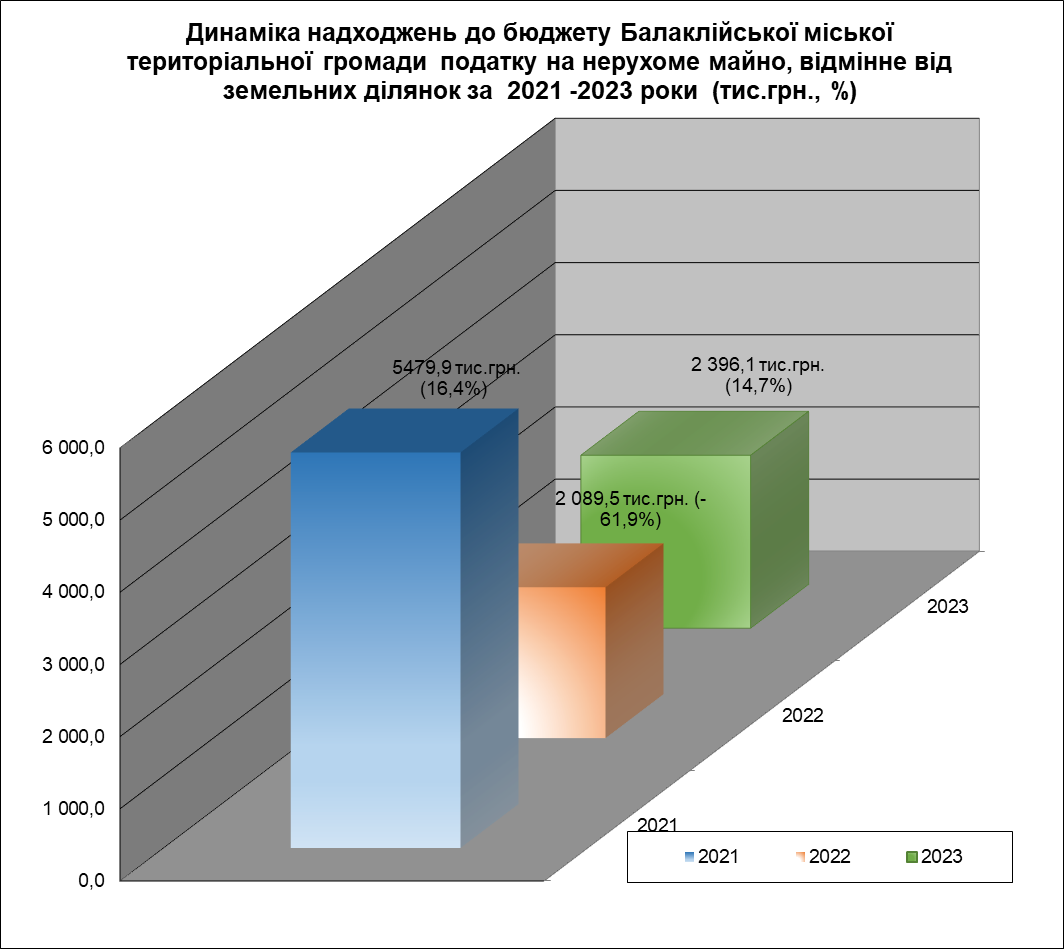 Динаміка надходжень до бюджету Балаклійської міської
територіальної громади податку на нерухоме майно, відмінне від
земельних ділянок за 2021 -2023 роки (тис.грн., %)
5479,9 тис.грн.
(16,4%)
2 396,1 тис.грн.
(14,7%)
2 089,5 тис.грн. (-
61,9%)
6 000,0
5 000,0
4 000,0
3 000,0
2 000,0
1 000,0
0,0
2023
2022
2021
2021 2022 2023